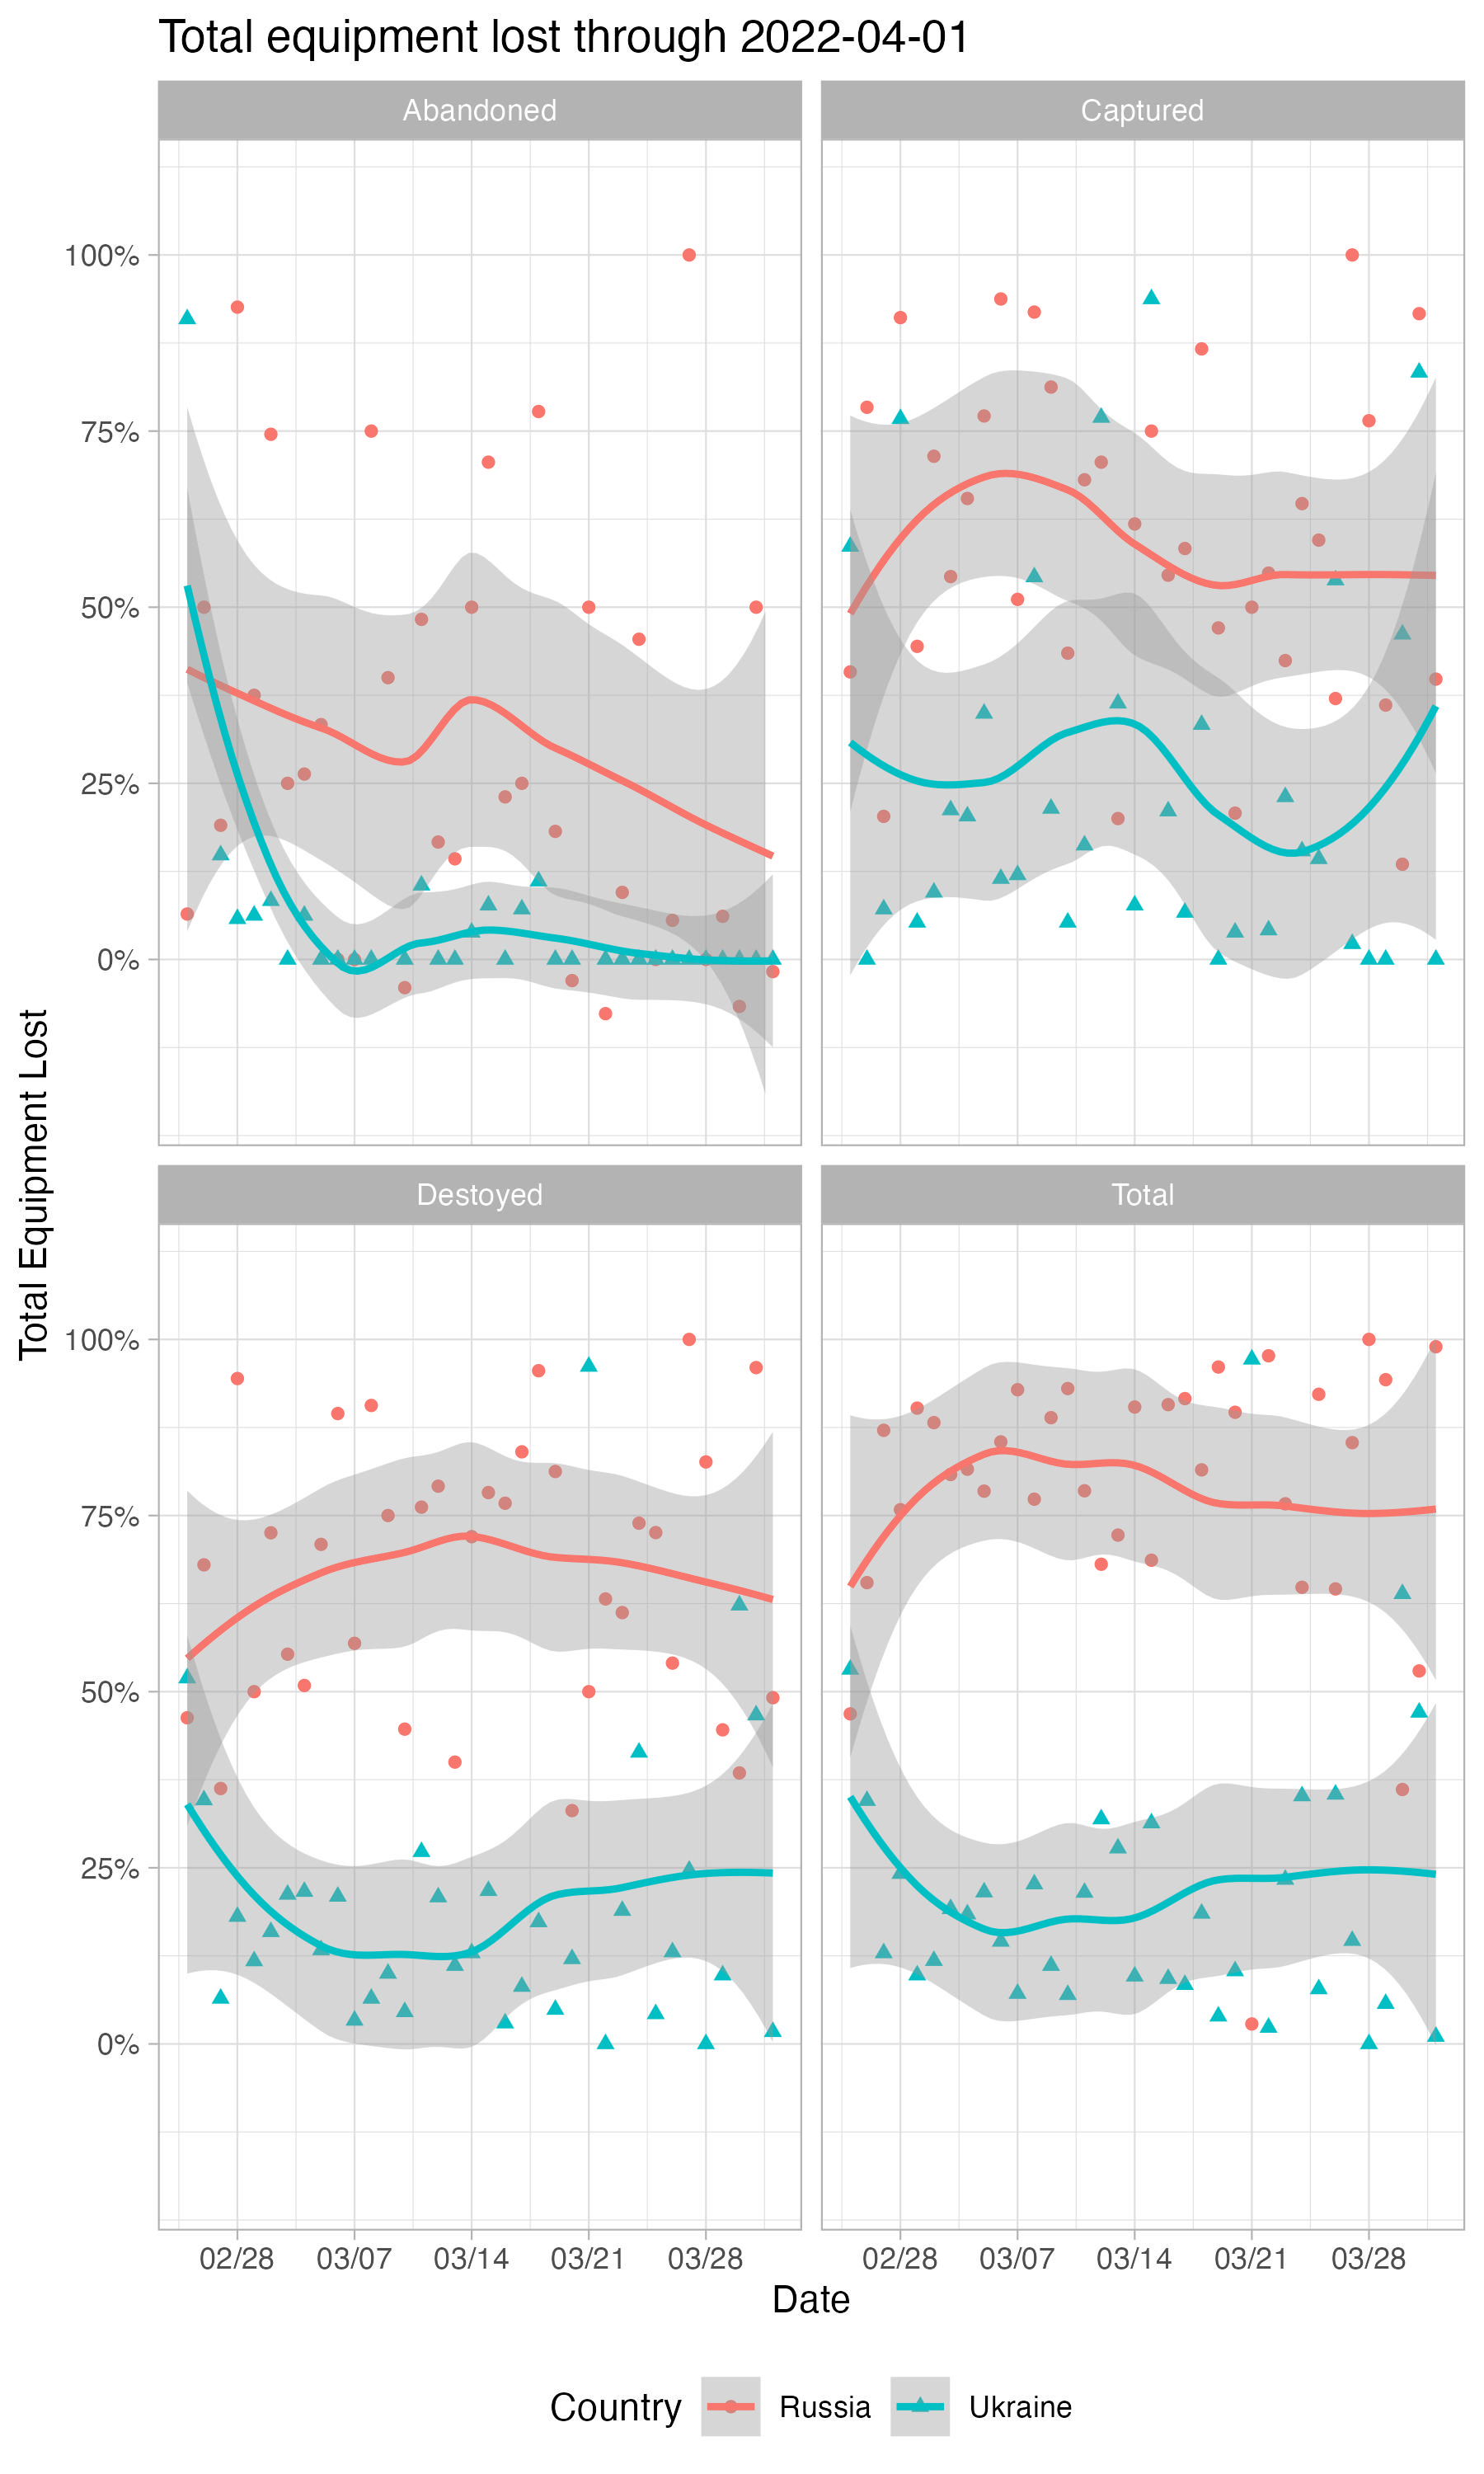 Total equipment lost through 2022-04-01
Abandoned
Captured
100%
75%
50%
25%
0%
Total Equipment Lost
Destoyed
Total
100%
75%
50%
25%
0%
02/28 03/07 03/14 03/21 03/28
02/28 03/07 03/14 03/21 03/28
Date
Country Russia Ukraine